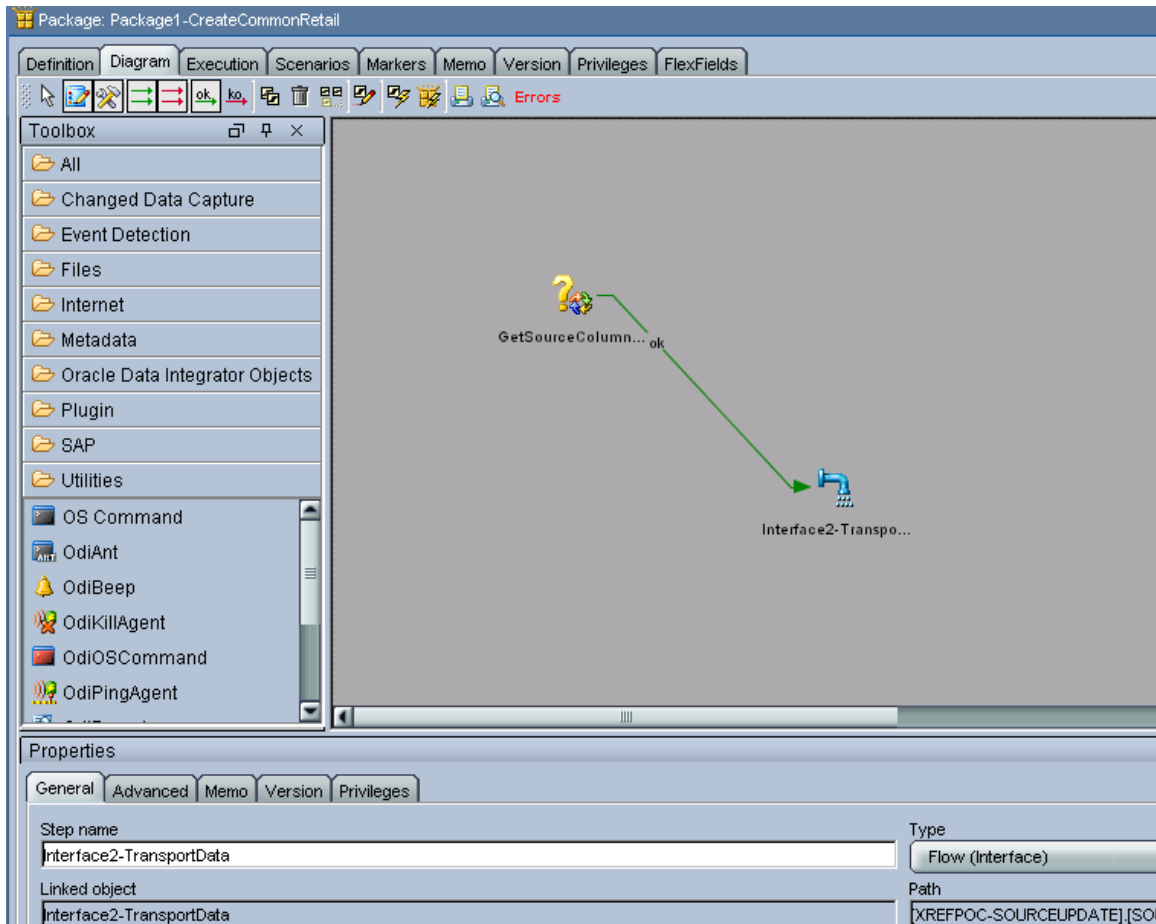 Package: Package1-CreateCommonRetail
Definition Diagram Execution Scenarios Markers Memo Version Privileges FlexFields
ok ko Errors
Toolbox
All
Changed Data Capture
Event Detection
Files
Internet
Metadata
Oracle Data Integrator Objects
Plugin
SAP
Utilities
OS Command
OdiAnt
OdiBeep
OdiKillAgent
OdiOSCommand
OdiPingAgent
GetSourceColumn... ok
Interface2-Transpo...
Properties
General Advanced Memo Version Privileges
Step name
Interface2-TransportData
Type
Flow (Interface)
Linked object
Interface2-TransportData
Path
[XREFPOC-SOURCEUPDATE].[SO